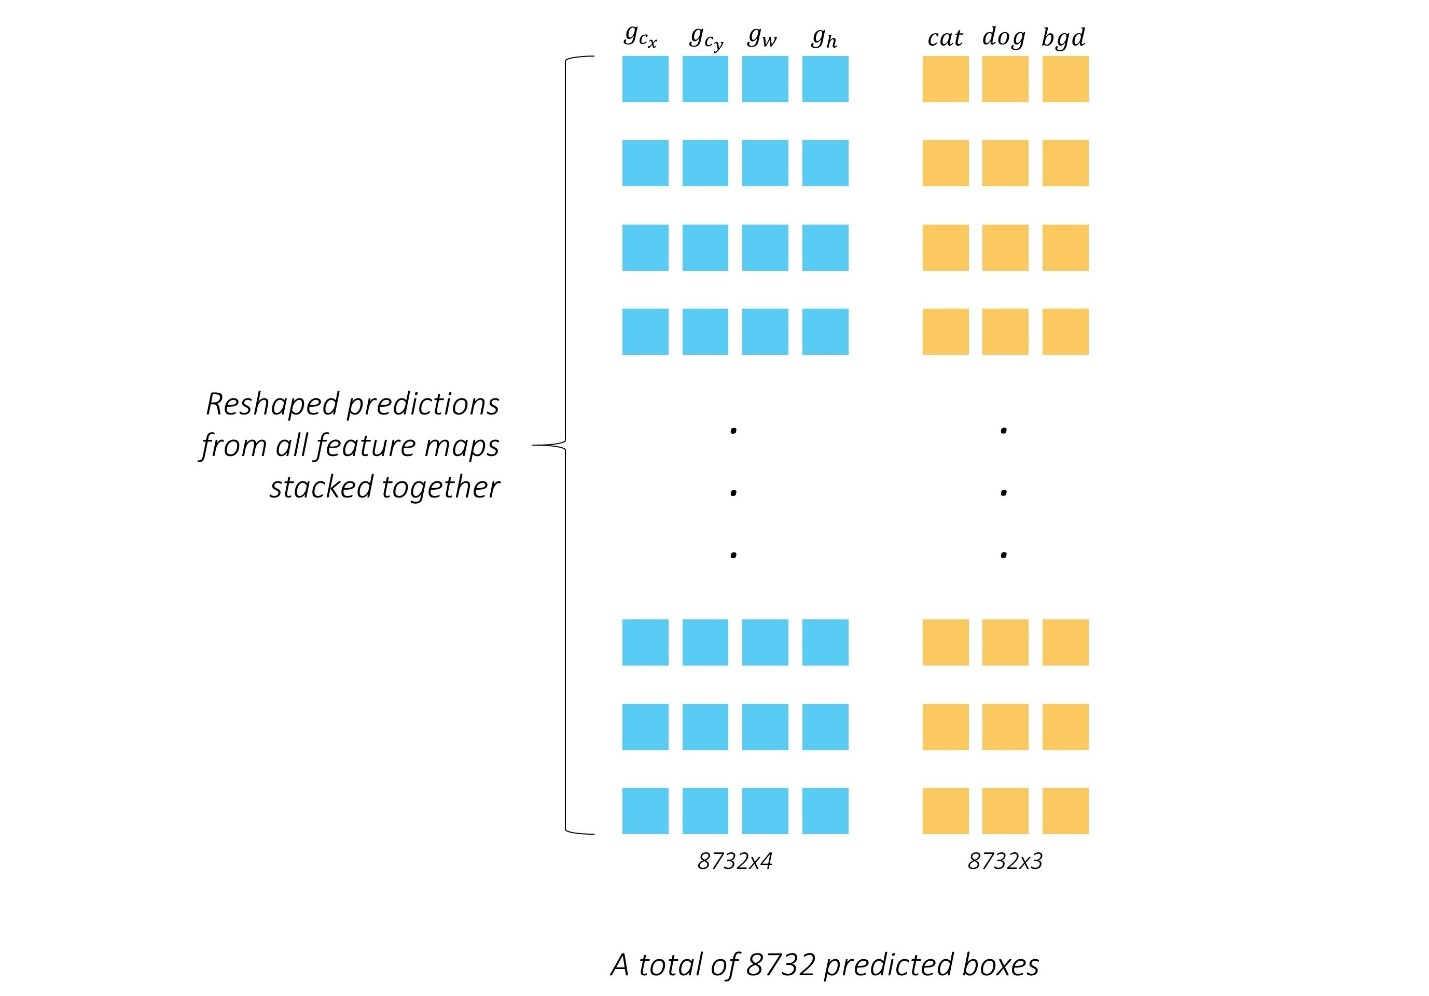 g_{c_x} g_{c_y} g_w g_h cat dog bgd
Reshaped predictions
from all feature maps
stacked together
8732x4 8732x3
A total of 8732 predicted boxes